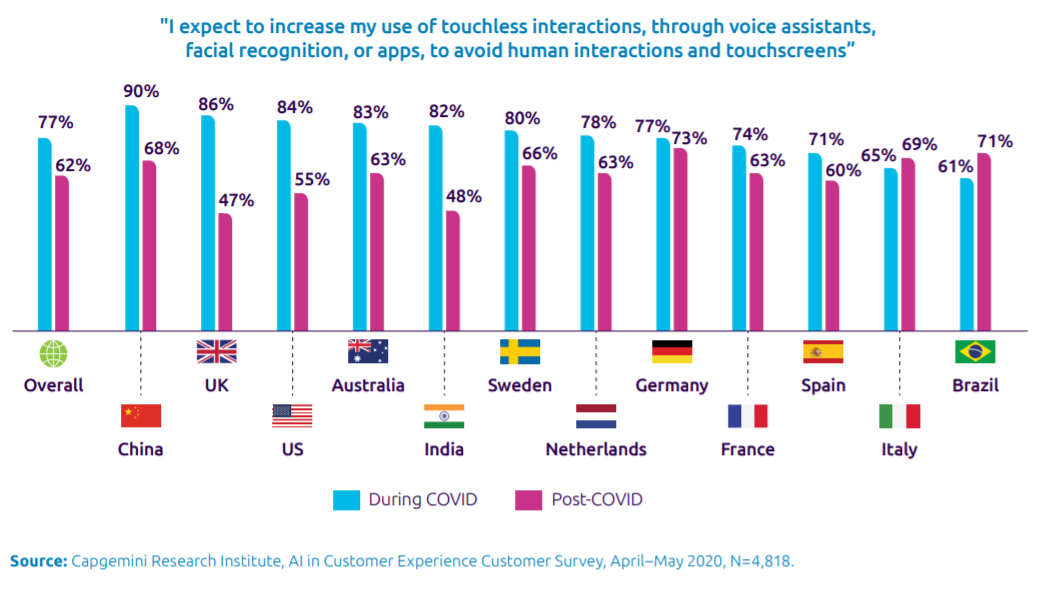 "I expect to increase my use of touchless interactions, through voice assistants,
facial recognition, or apps, to avoid human interactions and touchscreens”
77% 62%
90% 68%
86% 47%
84% 55%
83% 63%
82% 48%
80% 66%
78% 63%
77% 73%
74% 63%
71% 60%
65% 69%
61% 71%
Overall UK Australia Sweden Germany Spain Brazil
China US India Netherlands France Italy
During COVID Post-COVID
Source: Capgemini Research Institute, AI in Customer Experience Customer Survey, April–May 2020, N=4,818.